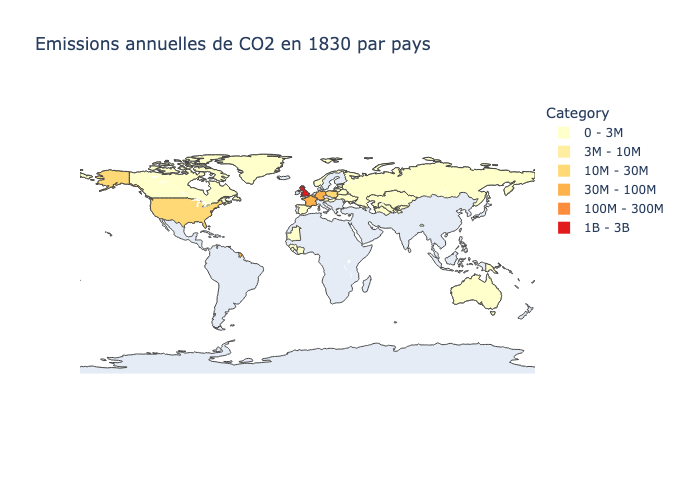 Emissions annuelles de CO2 en 1830 par pays
Category
0 - 3M
3M - 10M
10M - 30M
30M - 100M
100M - 300M
1B - 3B